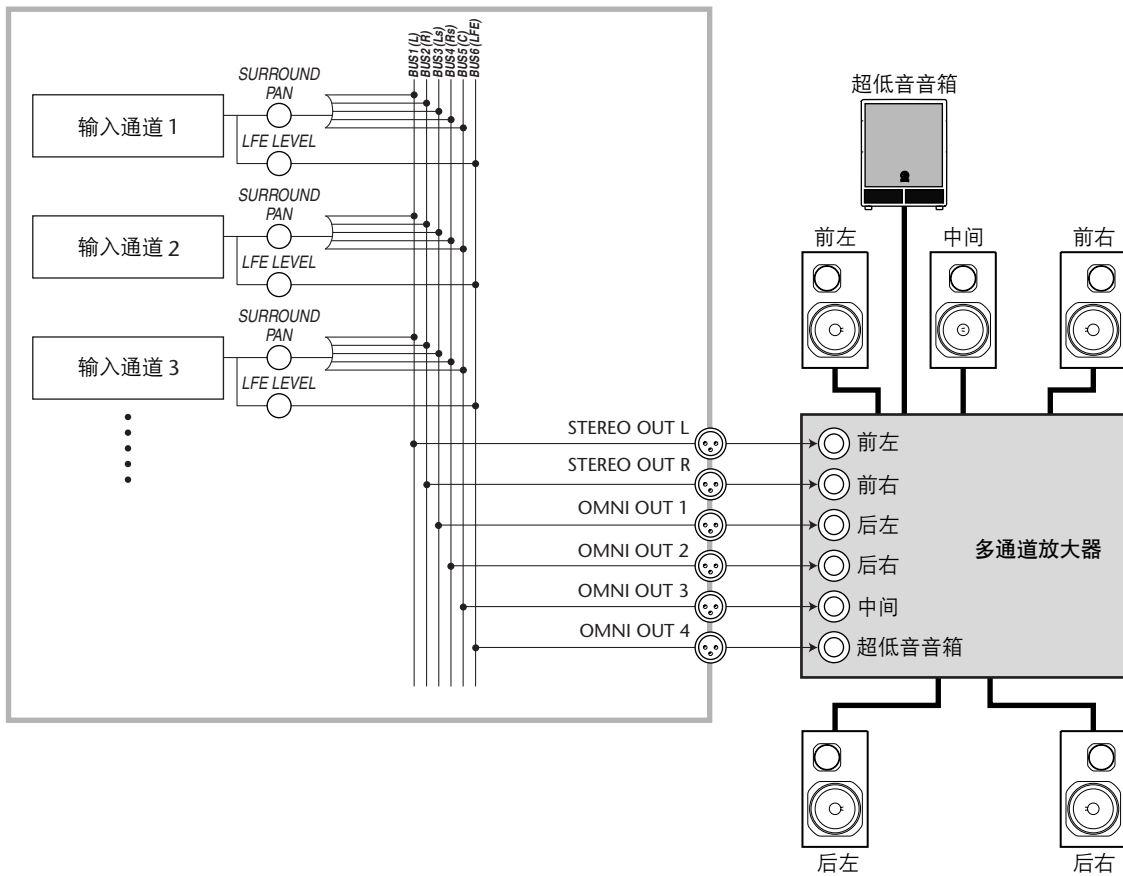 BUS1 (L)
BUS2 (R)
BUS3 (Ls)
BUS4 (Rs)
BUS5 (C)
BUS6 (LFE)
SURROUND
PAN
输入通道 1
LFE LEVEL
SURROUND
PAN
输入通道 2
LFE LEVEL
SURROUND
PAN
输入通道 3
LFE LEVEL
超低音音箱
前左
中间
前右
STEREO OUT L
STEREO OUT R
OMNI OUT 1
OMNI OUT 2
OMNI OUT 3
OMNI OUT 4
前左
前右
后左
后右
中间
超低音音箱
多通道放大器
后左
后右